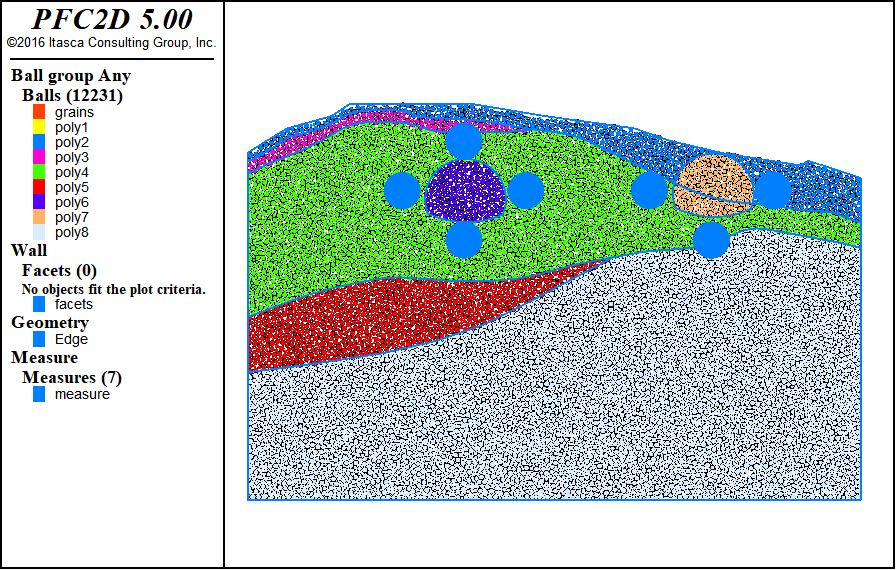 PFC2D 5.00
©2016 Itasca Consulting Group, Inc.
Ball group Any
Balls (12231)
grains
poly1
poly2
poly3
poly4
poly5
poly6
poly7
poly8
Wall
Facets (0)
No objects fit the plot criteria.
facets
Geometry
Edge
Measure
Measures (7)
measure